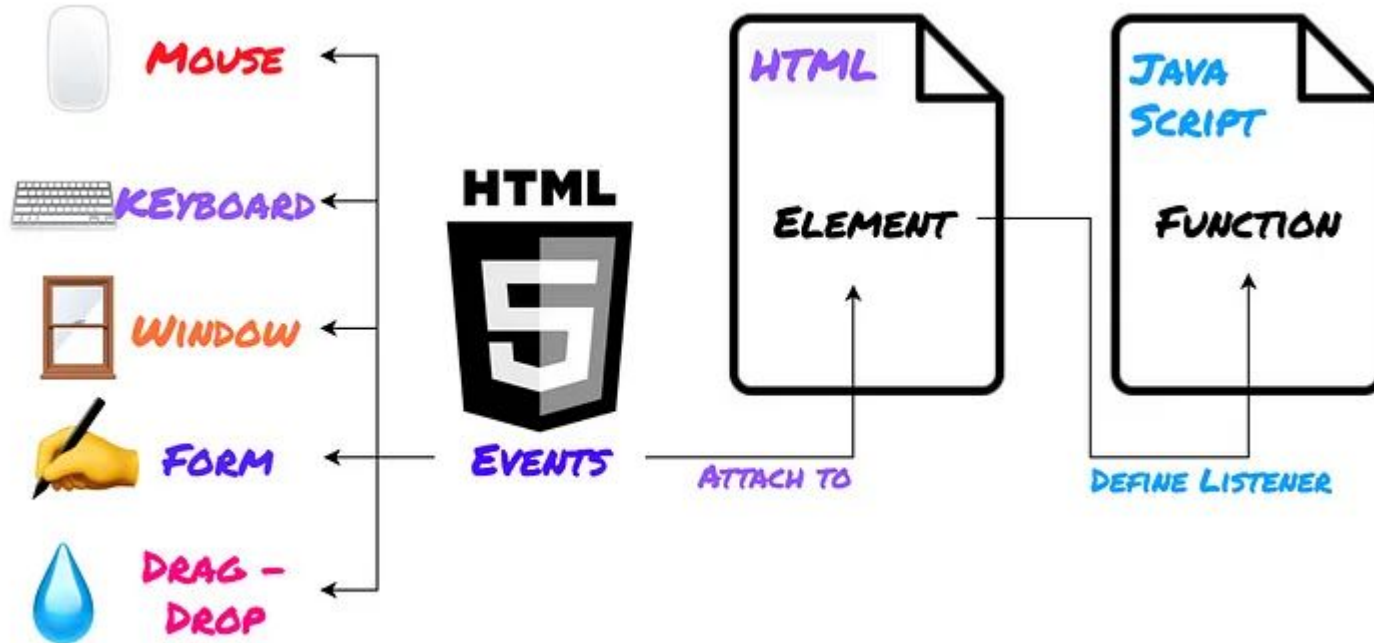 MOUSE
KEYBOARD
WINDOW
FORM
DRAG -
DROP
HTML
5
EVENTS
ATTACH TO
HTML
ELEMENT
JAVA
SCRIPT
FUNCTION
DEFINE LISTENER